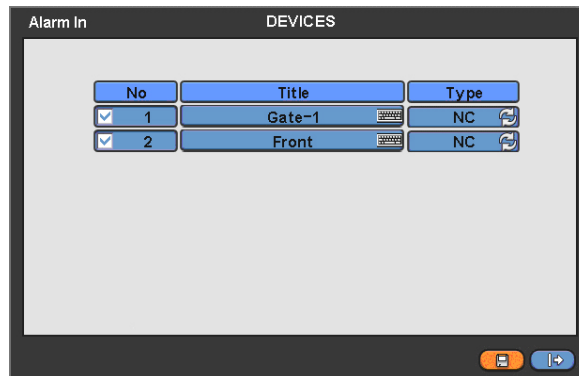 Alarm In DEVICES
No Title Type
1 Gate-1 NC
2 Front NC